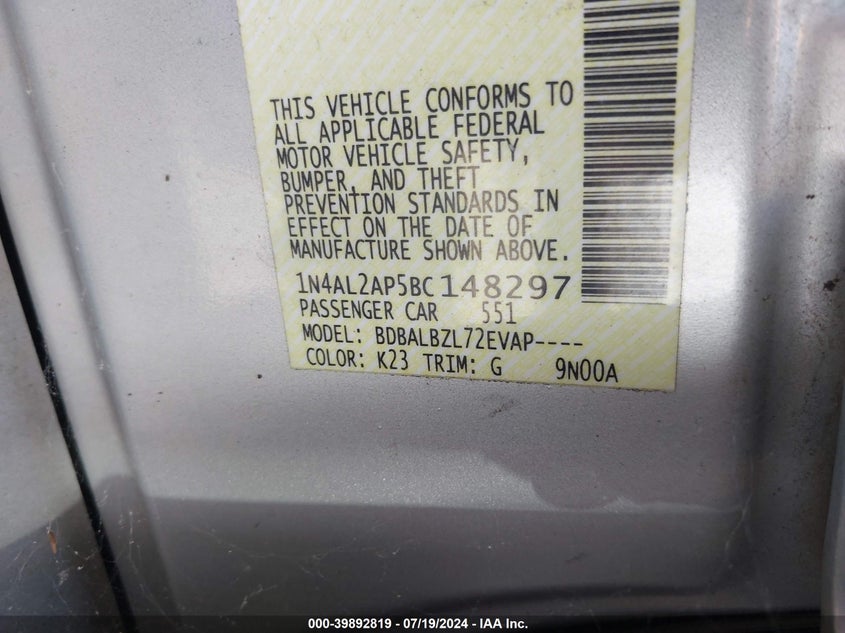 THIS VEHICLE CONFORMS TO
ALL APPLICABLE FEDERAL
MOTOR VEHICLE SAFETY,
BUMPER, AND THEFT
PREVENTION STANDARDS IN
EFFECT ON THE DATE OF
MANUFACTURE SHOWN ABOVE.
1N4AL2AP5BC148297
PASSENGER CAR 551
MODEL: BDBALBZL72EVAP----
COLOR: K23 TRIM: G 9N00A
000-39892819 - 07/19/2024 - IAA Inc.